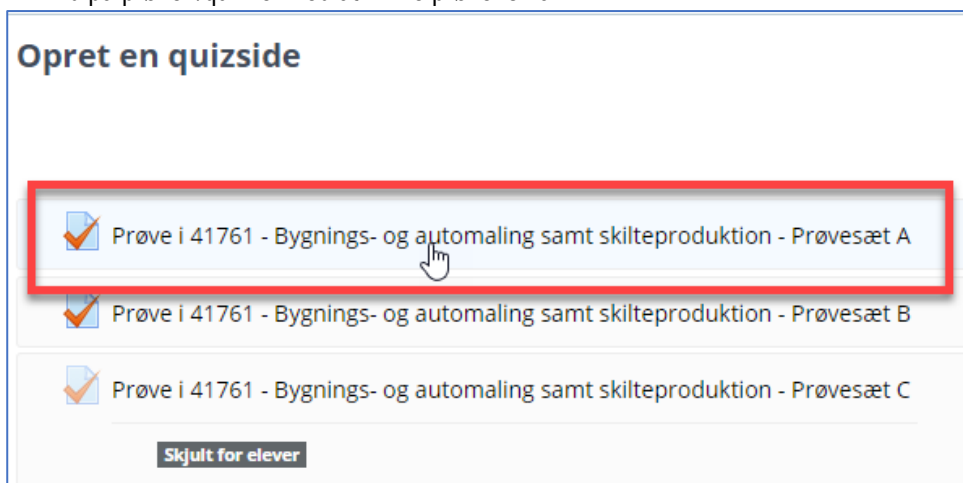 Opret en quizside
Prøve i 41761 - Bygnings- og automaling samt skilteproduktion - Prøvesæt A
Prøve i 41761 - Bygnings- og automaling samt skilteproduktion - Prøvesæt B
Prøve i 41761 - Bygnings- og automaling samt skilteproduktion - Prøvesæt C
Skjult for elever